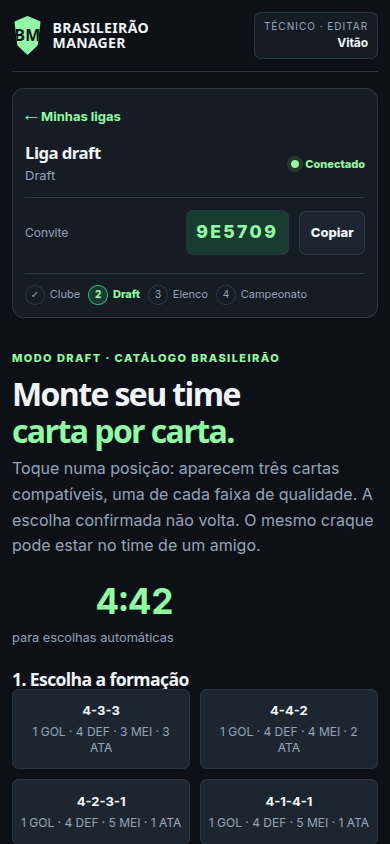 BM
BRASILEIRÃO
MANAGER
TÉCNICO · EDITAR
Vitão
← Minhas ligas
Liga draft
Draft
Conectado
Convite
9E5709
Copiar
✓ Clube 2 Draft 3 Elenco 4 Campeonato
MODO DRAFT · CATÁLOGO BRASILEIRÃO
Monte seu time
carta por carta.
Toque numa posição: aparecem três cartas
compatíveis, uma de cada faixa de qualidade. A
escolha confirmada não volta. O mesmo craque
pode estar no time de um amigo.
4:42
para escolhas automáticas
1. Escolha a formação
4-3-3
1 GOL · 4 DEF · 3 MEI · 3
ATA
4-4-2
1 GOL · 4 DEF · 4 MEI · 2
ATA
4-2-3-1
1 GOL · 4 DEF · 5 MEI · 1 ATA
4-1-4-1
1 GOL · 4 DEF · 5 MEI · 1 ATA